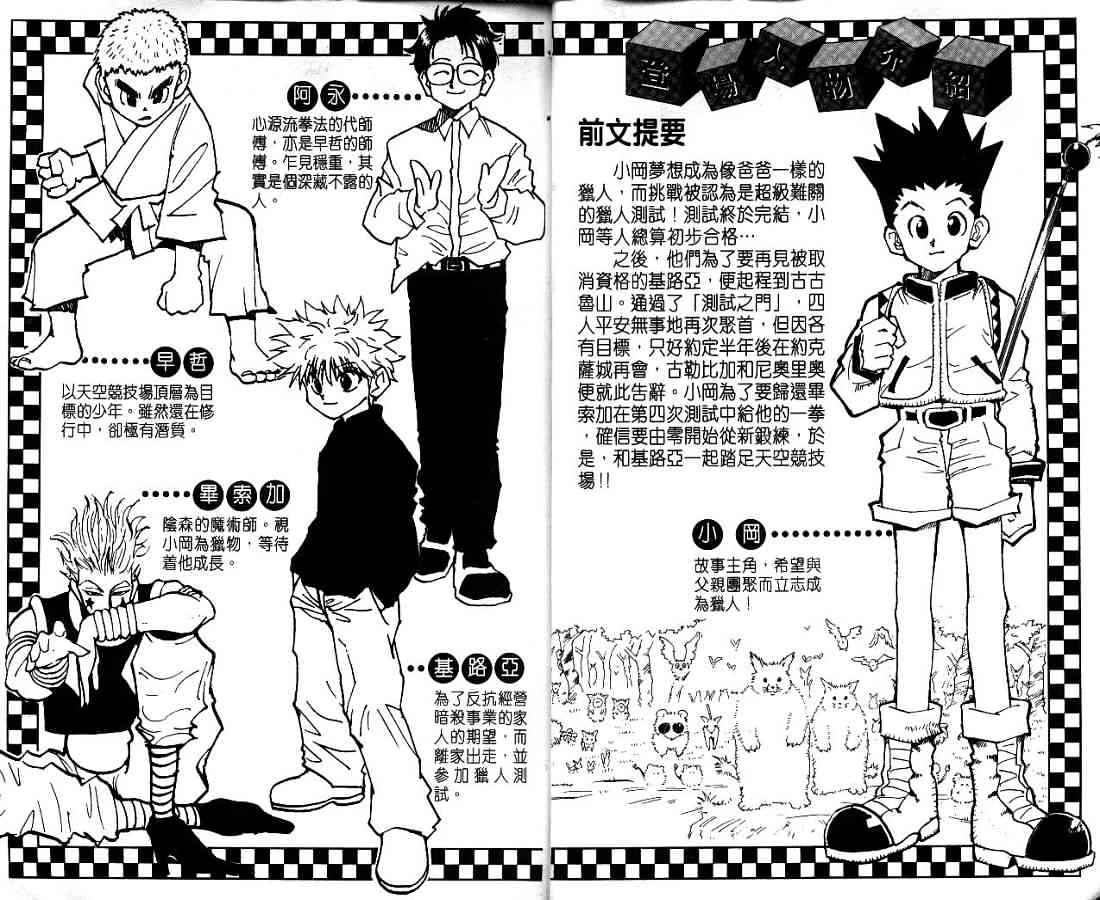 登場人物介紹
前文提要
小岡夢想成為像爸爸一樣的
獵人，而挑戰被認為是超級難關
的獵人測試！測試終於完結，小
岡等人總算初步合格…
之後，他們為了要再見被取
消資格的基路亞，便起程到古古
魯山。通過了「測試之門」，四
人平安無事地再次聚首，但因各
有目標，只好約定半年後在約克
薩城再會，古勒比加和尼奧里奧
便就此告辭。小岡為了要歸還畢
索加在第四次測試中給他的一拳
，確信要由零開始從新鍛練，於
是，和基路亞一起踏足天空競技
場!!
小岡
故事主角，希望與
父親團聚而立志成
為獵人！
阿永
心源流拳法的代師
傅，亦是早哲的師
傅。乍見穩重，其
實是個深藏不露的
人。
早哲
以天空競技場頂層為目
標的少年。雖然還在修
行中，卻極有潛質。
畢索加
陰森的魔術師。視
小岡為獵物，等待
着他成長。
基路亞
為了反抗經營
暗殺事業的家
人的期望，而
離家出走，並
參加獵人測
試。